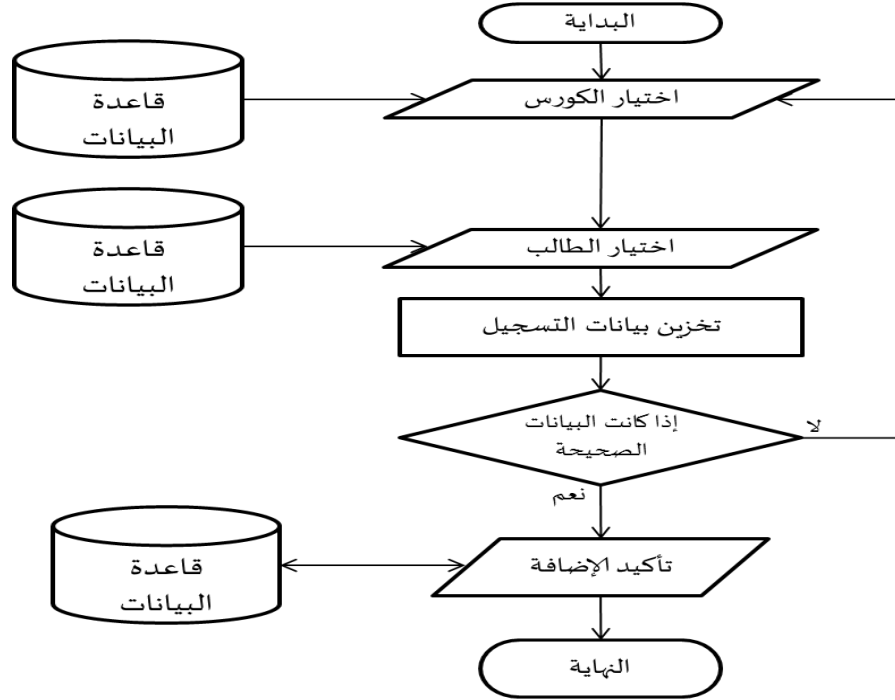 البداية
اختيار الكورس
قاعدة
البيانات
اختيار الطالب
قاعدة
البيانات
تخزين بيانات التسجيل
إذا كانت البيانات
الصحيحة
لا
نعم
تأكيد الإضافة
قاعدة
البيانات
النهاية